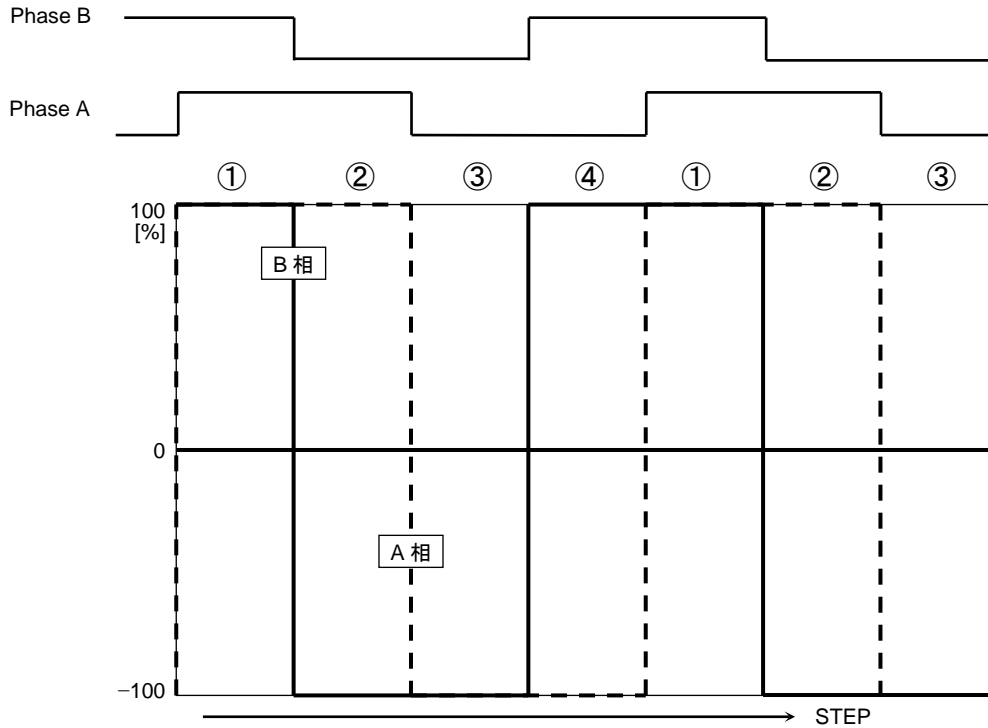 Phase B
Phase A
① ② ③ ④ ① ② ③
100
[%]
B 相
0
A 相
−100
STEP